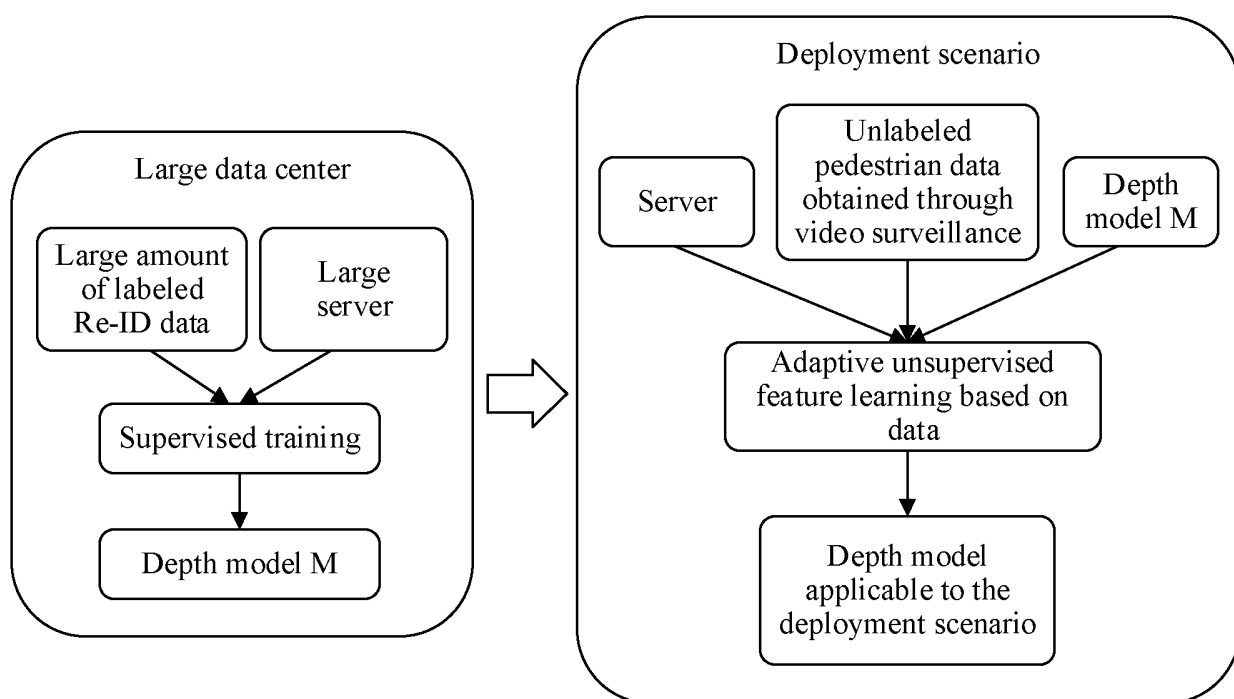 Large data center
Large amount
of labeled
Re-ID data
Large
server
Supervised training
Depth model M
Deployment scenario
Server
Unlabeled
pedestrian data
obtained through
video surveillance
Depth
model M
Adaptive unsupervised
feature learning based on
data
Depth model
applicable to the
deployment scenario